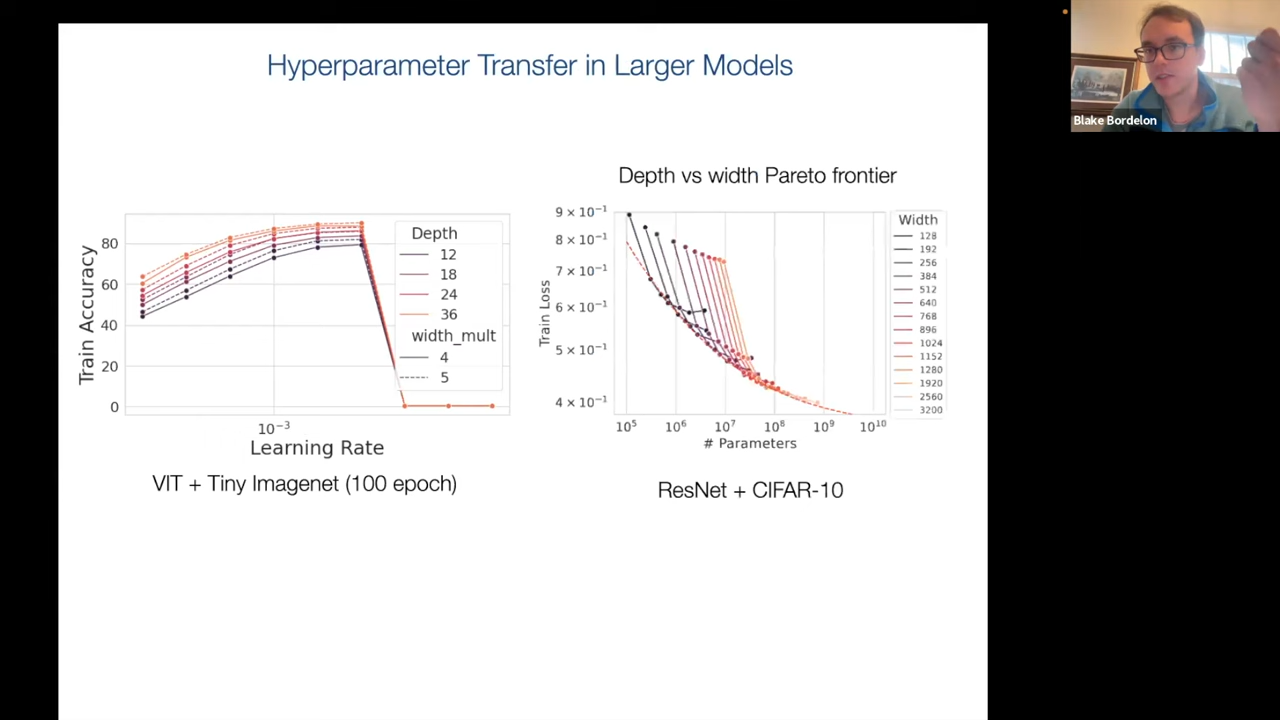 Hyperparameter Transfer in Larger Models
Blake Bordelon
Train Accuracy
80
60
40
20
0
10⁻³
Learning Rate
Depth
12
18
24
36
width_mult
4
5
VIT + Tiny Imagenet (100 epoch)
Depth vs width Pareto frontier
Train Loss
9 × 10⁻¹
8 × 10⁻¹
7 × 10⁻¹
6 × 10⁻¹
5 × 10⁻¹
4 × 10⁻¹
10⁵ 10⁶ 10⁷ 10⁸ 10⁹ 10¹⁰
# Parameters
Width
128
192
256
384
512
640
768
896
1024
1152
1280
1920
2560
3200
ResNet + CIFAR-10